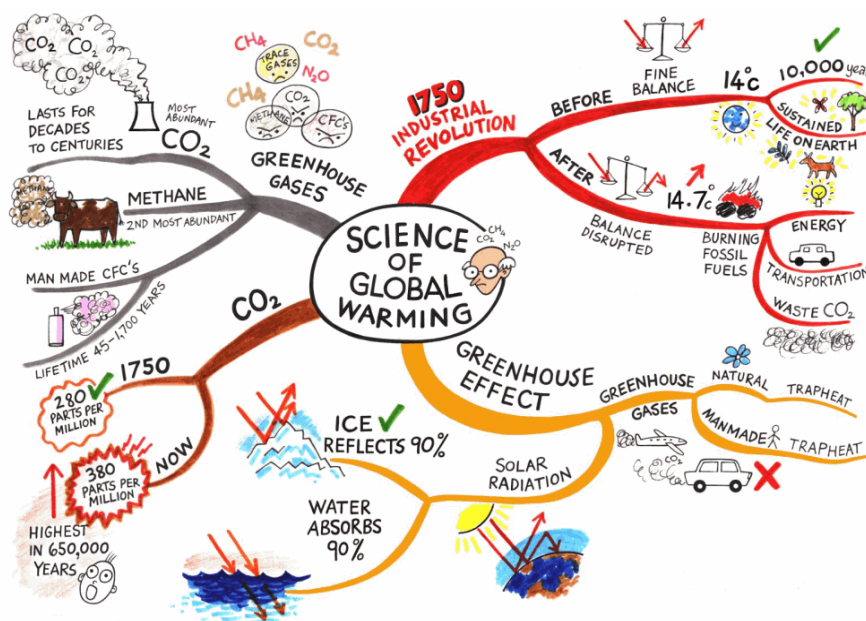 SCIENCE
OF
GLOBAL
WARMING
CH4
CO2
N2O
1750
INDUSTRIAL
REVOLUTION
BEFORE
FINE
BALANCE
14°C
10,000 years
SUSTAINED
LIFE ON EARTH
AFTER
BALANCE
DISRUPTED
14.7°C
BURNING
FOSSIL
FUELS
ENERGY
TRANSPORTATION
WASTE CO2
GREENHOUSE
EFFECT
GREENHOUSE
GASES
NATURAL
TRAPHEAT
MANMADE
TRAPHEAT
CO2
SOLAR
RADIATION
ICE
REFLECTS 90%
WATER
ABSORBS
90%
CO2
1750
280
PARTS PER
MILLION
NOW
380
PARTS PER
MILLION
HIGHEST
IN 650,000
YEARS
GREENHOUSE
GASES
CH4
CO2
TRACE
GASES
N2O
CH4
CO2
METHANE
CFC'S
CO2
CO2
CO2
MOST
ABUNDANT
CO2
LASTS FOR
DECADES
TO CENTURIES
METHANE
METHANE
2ND MOST ABUNDANT
MAN MADE CFC'S
LIFETIME 45-1,700 YEARS